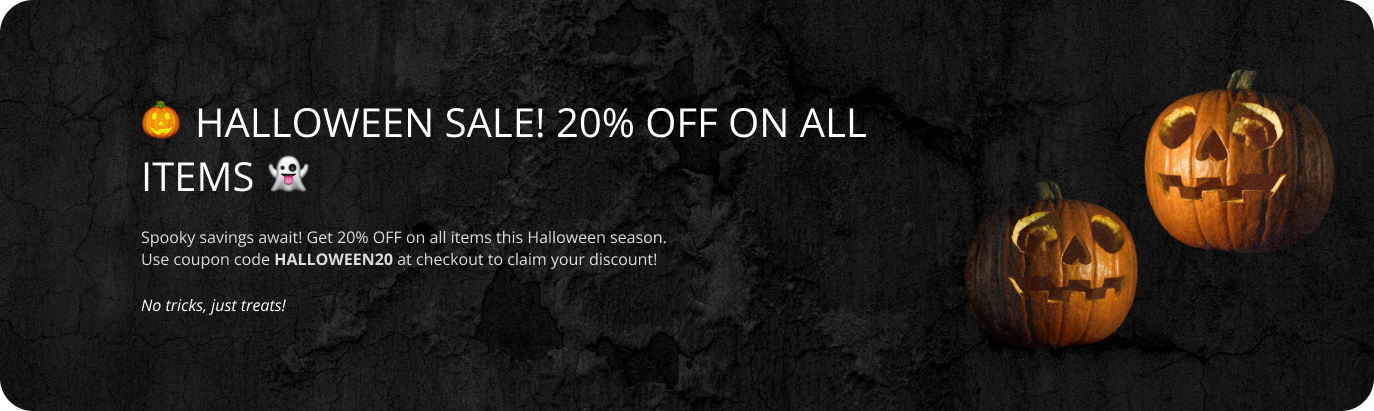 🎃 HALLOWEEN SALE! 20% OFF ON ALL
ITEMS 👻
Spooky savings await! Get 20% OFF on all items this Halloween season.
Use coupon code HALLOWEEN20 at checkout to claim your discount!
No tricks, just treats!